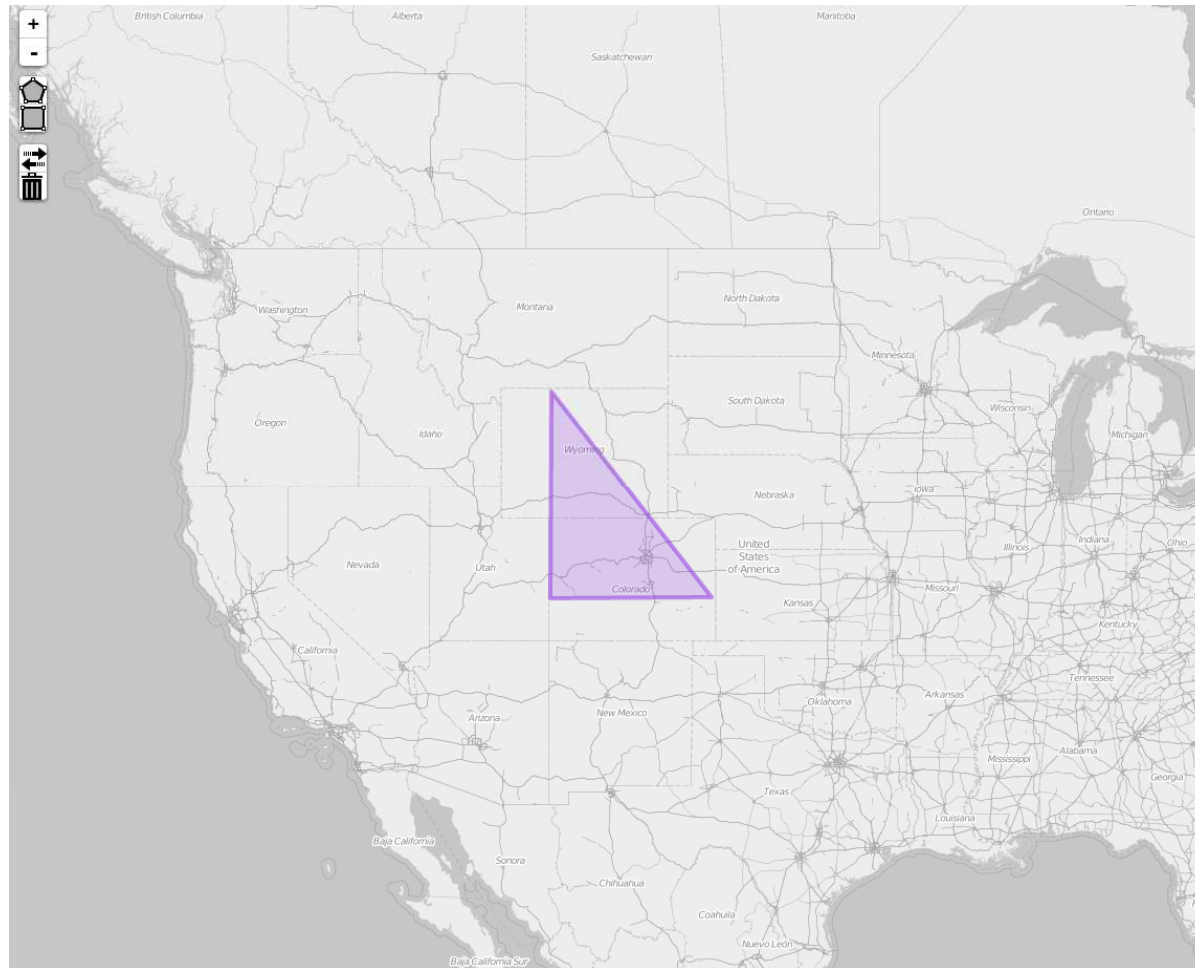 British Columbia
Alberta
Manitoba
+
-
Saskatchewan
Ontario
Washington
Montana
North Dakota
Minnesota
South Dakota
Wisconsin
Oregon
Idaho
Michigan
Wyoming
Iowa
Nebraska
United
States
of America
Illinois
Indiana
Ohio
Nevada
Utah
Colorado
Missouri
Kansas
Kentucky
California
Tennessee
Arkansas
Oklahoma
New Mexico
Arizona
Alabama
Mississippi
Georgia
Texas
Louisiana
Baja California
Sonora
Chihuahua
Coahuila
Nuevo León
Baja California Sur